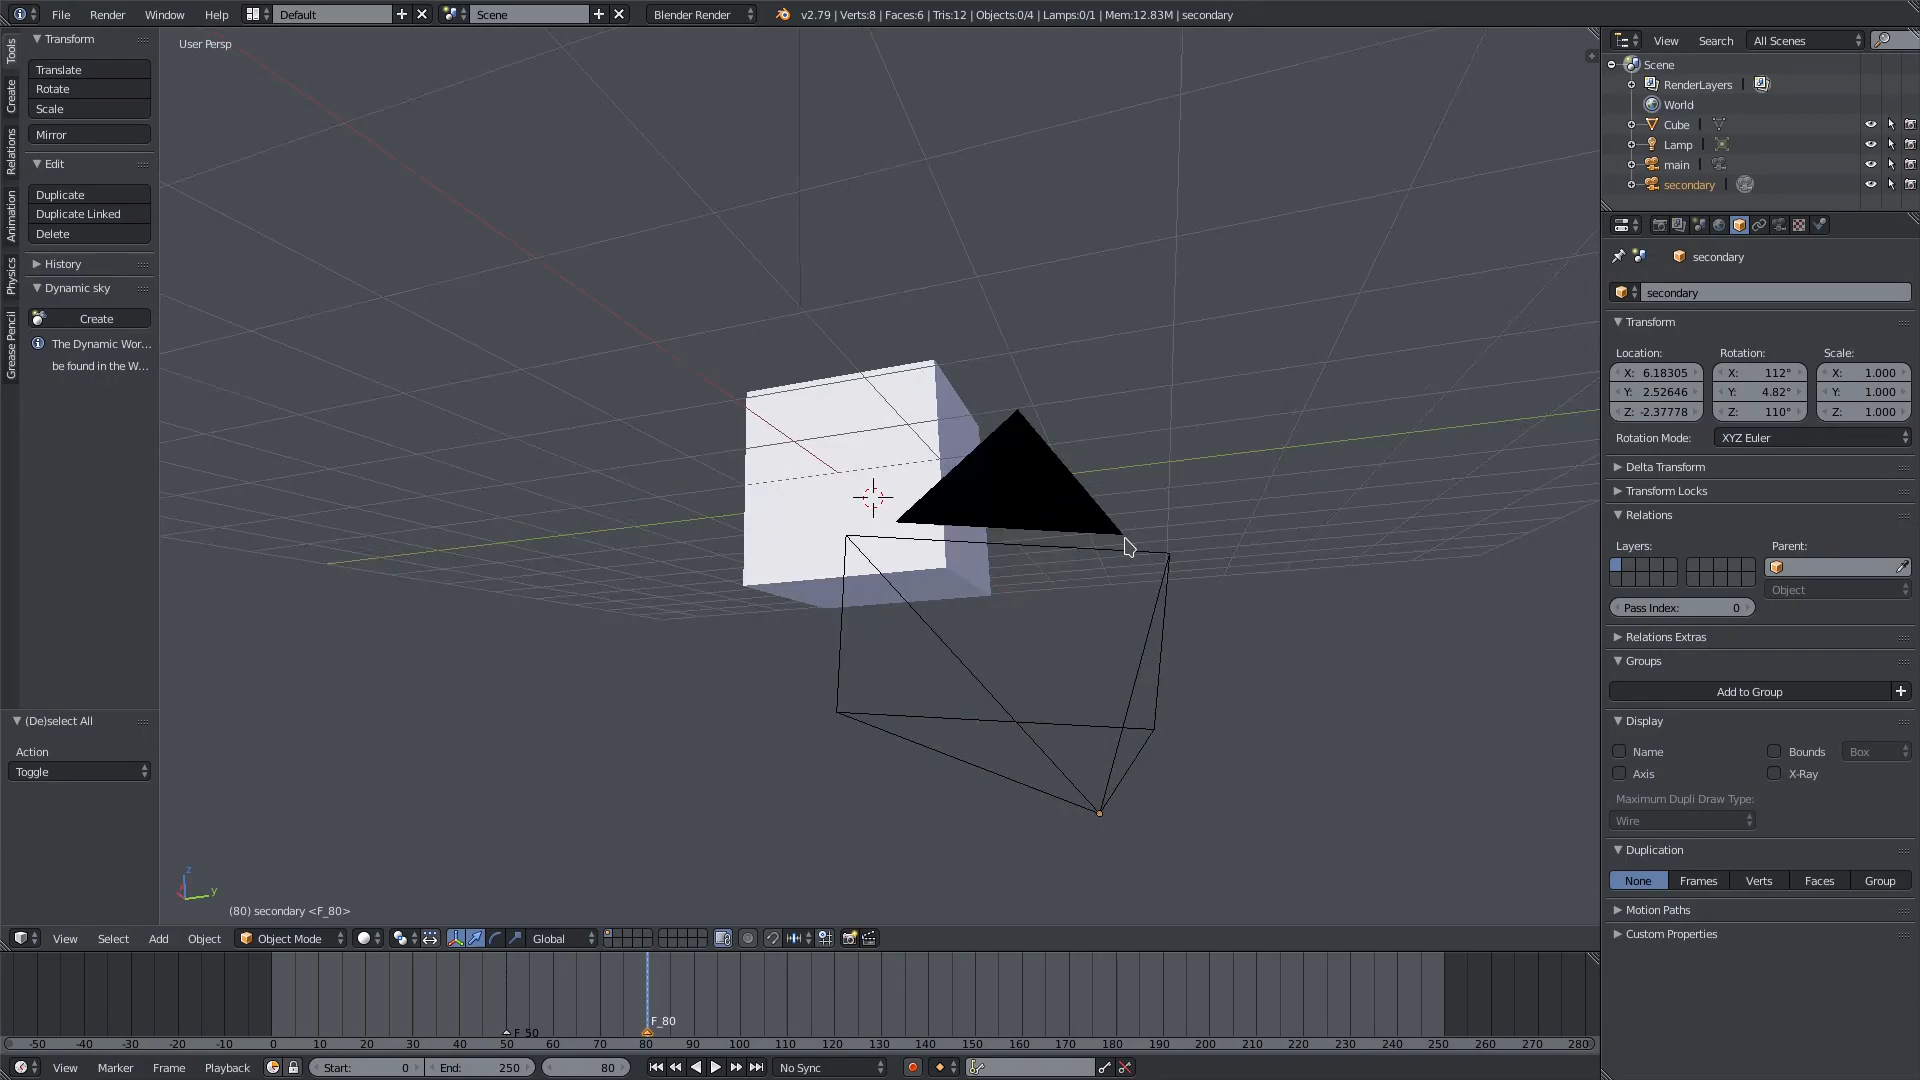 File Render Window Help Default Scene Blender Render v2.79 | Verts:8 | Faces:6 | Tris:12 | Objects:0/4 | Lamps:0/1 | Mem:12.83M | secondary
Tools
Create
Relations
Animation
Physics
Grease Pencil
Transform
Translate
Rotate
Scale
Mirror
Edit
Duplicate
Duplicate Linked
Delete
History
Dynamic sky
Create
The Dynamic Wor...
be found in the W...
(De)select All
Action
Toggle
User Persp
z
y
(80) secondary <F_80>
View Select Add Object Object Mode Global
F_50
F_80
-50 -40 -30 -20 -10 0 10 20 30 40 50 60 70 80 90 100 110 120 130 140 150 160 170 180 190 200 210 220 230 240 250 260 270 280
View Marker Frame Playback Start: 0 End: 250 80 No Sync
View Search All Scenes
Scene
RenderLayers
World
Cube
Lamp
main
secondary
secondary
secondary
Transform
Location: Rotation: Scale:
X: 6.18305 X: 112° X: 1.000
Y: 2.52646 Y: 4.82° Y: 1.000
Z: -2.37778 Z: 110° Z: 1.000
Rotation Mode: XYZ Euler
Delta Transform
Transform Locks
Relations
Layers: Parent:
Object
Pass Index: 0
Relations Extras
Groups
Add to Group
Display
Name Bounds Box
Axis X-Ray
Maximum Dupli Draw Type:
Wire
Duplication
None Frames Verts Faces Group
Motion Paths
Custom Properties